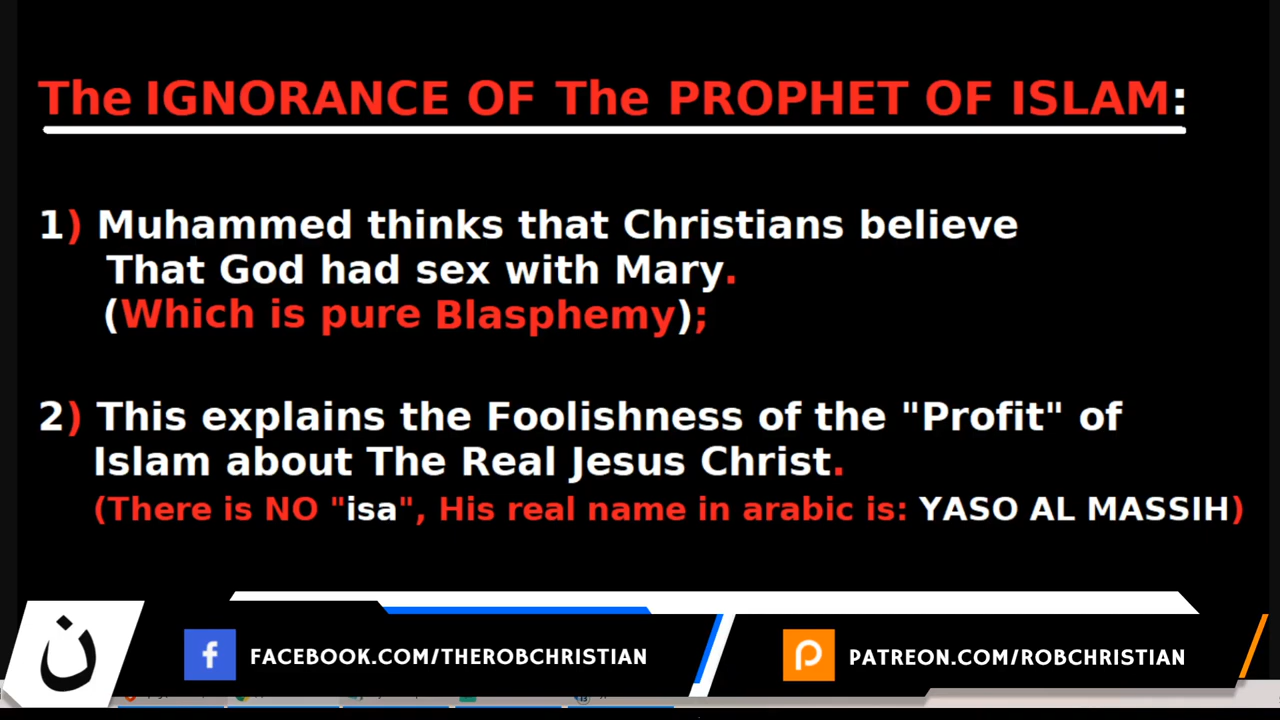 The IGNORANCE OF The PROPHET OF ISLAM:
1) Muhammed thinks that Christians believe
That God had sex with Mary.
(Which is pure Blasphemy);
2) This explains the Foolishness of the "Profit" of
Islam about The Real Jesus Christ.
(There is NO "isa", His real name in arabic is: YASO AL MASSIH)
ن
FACEBOOK.COM/THEROBCHRISTIAN
PATREON.COM/ROBCHRISTIAN